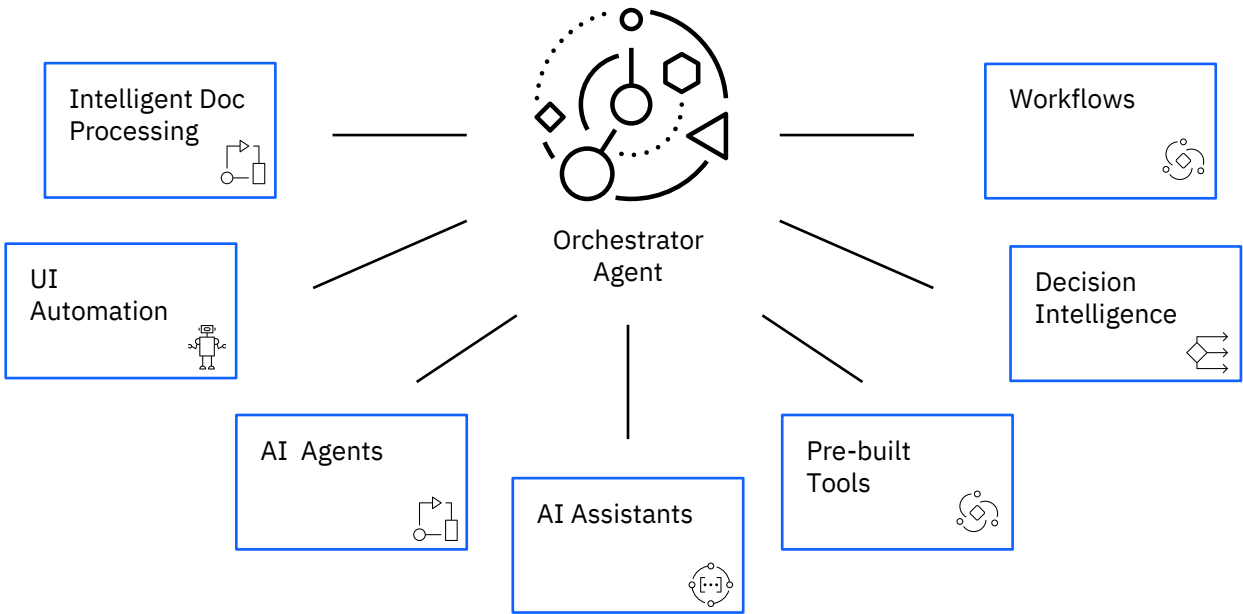 Intelligent Doc
Processing
Workflows
Orchestrator
Agent
UI
Automation
Decision
Intelligence
AI  Agents
Pre-built
Tools
AI Assistants